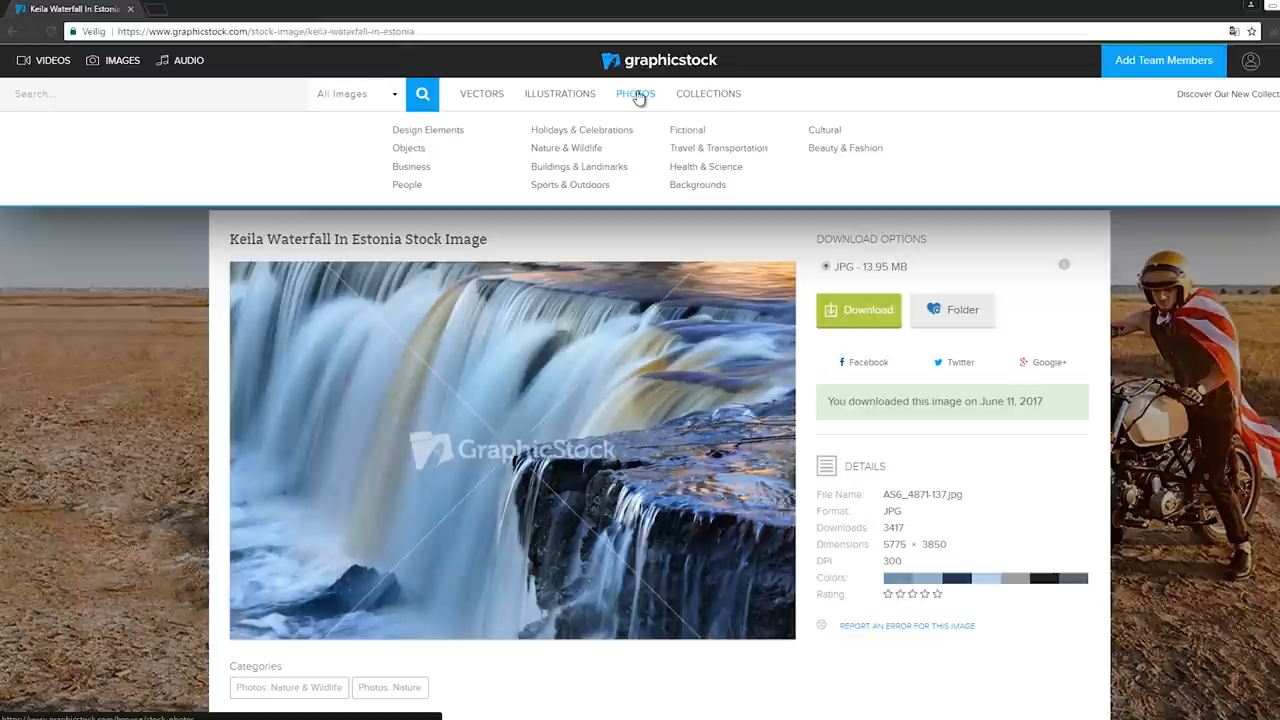 Keila Waterfall In Estonia
Veilig
https://www.graphicstock.com/stock-image/keila-waterfall-in-estonia
VIDEOS IMAGES AUDIO
graphicstock
Add Team Members
Search...
All Images
VECTORS ILLUSTRATIONS PHOTOS COLLECTIONS
Discover Our New Collect
Design Elements Holidays & Celebrations Fictional Cultural
Objects Nature & Wildlife Travel & Transportation Beauty & Fashion
Business Buildings & Landmarks Health & Science
People Sports & Outdoors Backgrounds
Keila Waterfall In Estonia Stock Image
GraphicStock
DOWNLOAD OPTIONS
JPG - 13.95 MB
Download Folder
Facebook Twitter Google+
You downloaded this image on June 11, 2017
DETAILS
File Name: AS6_4871-137.jpg
Format: JPG
Downloads 3417
Dimensions 5775 × 3850
DPI 300
Colors:
Rating:
REPORT AN ERROR FOR THIS IMAGE
Categories
Photos: Nature & Wildlife Photos: Nature